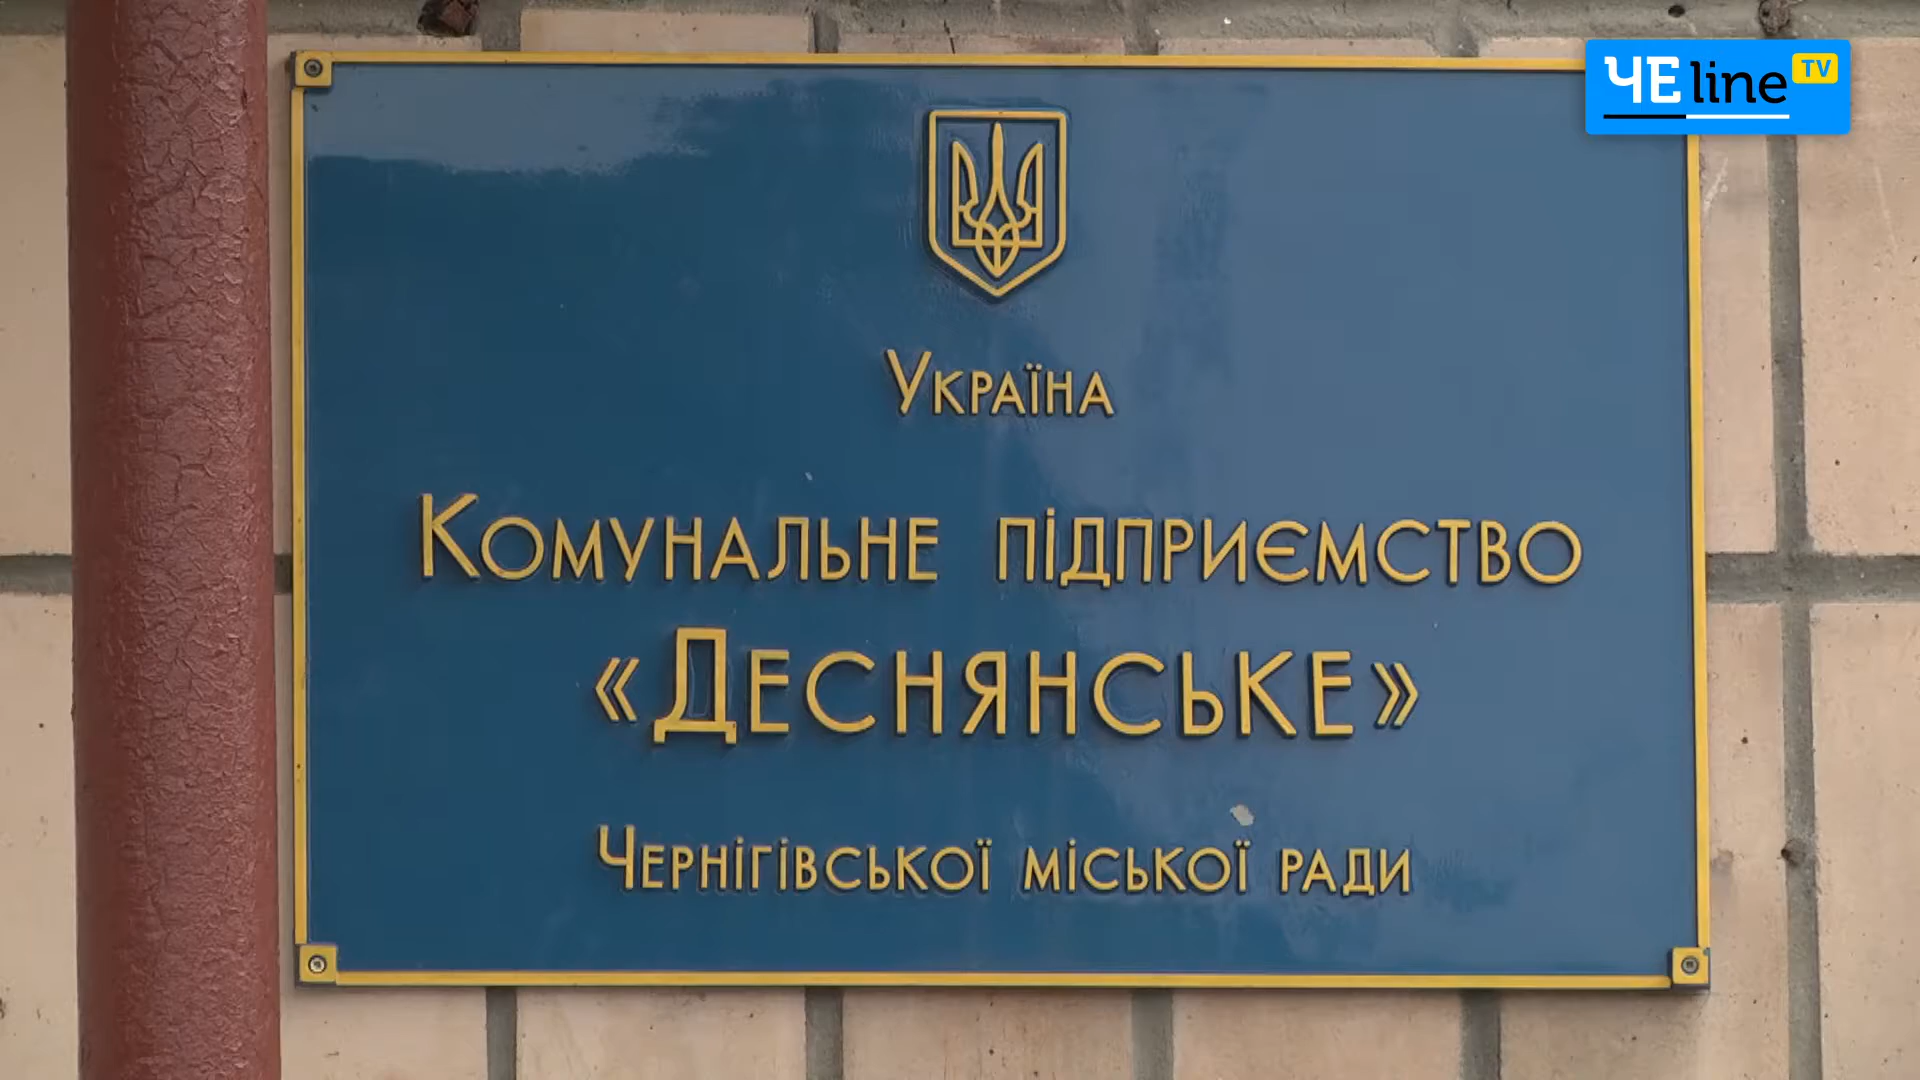 ЧЕline TV
Україна
Комунальне підприємство
«Деснянське»
Чернігівської міської ради